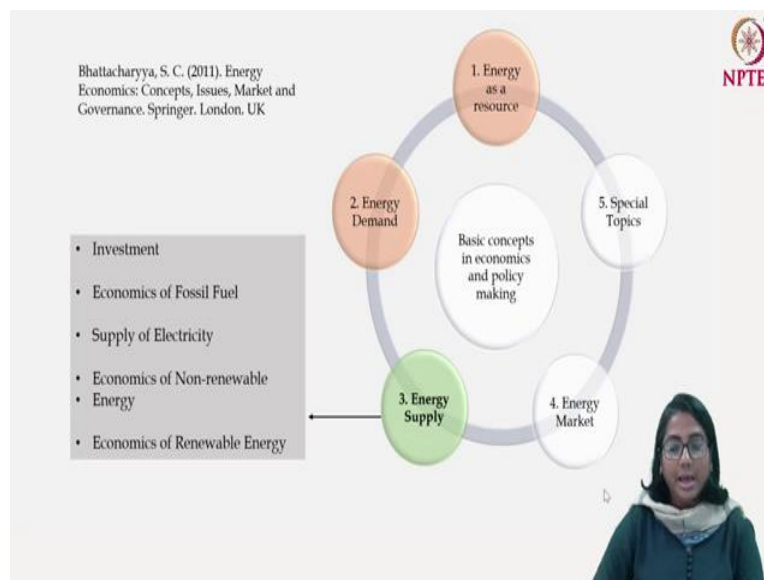 Bhattacharyya, S. C. (2011). Energy
Economics: Concepts, Issues, Market and
Governance. Springer. London. UK
NPTE
1. Energy
as a
resource
2. Energy
Demand
5. Special
Topics
Basic concepts
in economics
and policy
making
• Investment
• Economics of Fossil Fuel
• Supply of Electricity
• Economics of Non-renewable
• Energy
• Economics of Renewable Energy
3. Energy
Supply
4. Energy
Market